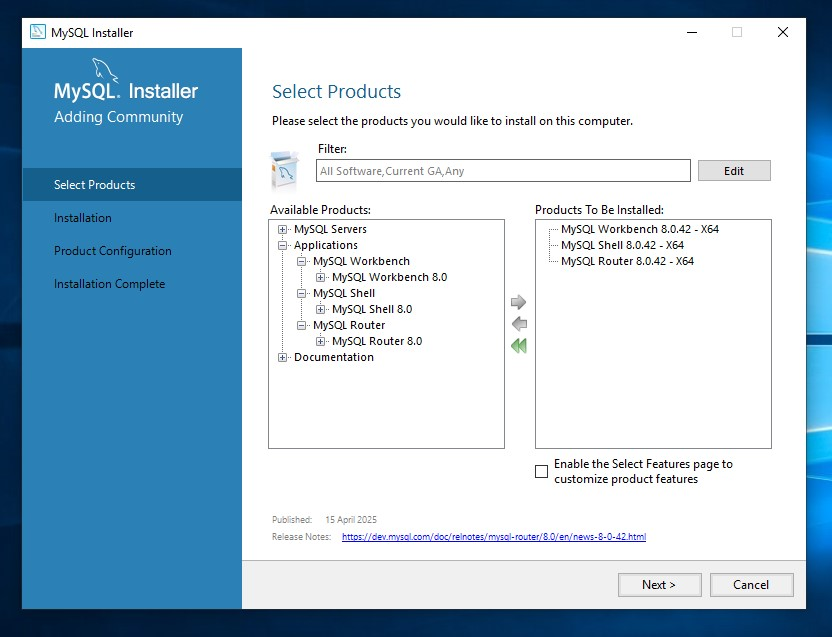 MySQL Installer
MySQL. Installer
Adding Community
Select Products
Installation
Product Configuration
Installation Complete
Select Products
Please select the products you would like to install on this computer.
Filter:
All Software,Current GA,Any
Edit
Available Products:
MySQL Servers
Applications
MySQL Workbench
MySQL Workbench 8.0
MySQL Shell
MySQL Shell 8.0
MySQL Router
MySQL Router 8.0
Documentation
Products To Be Installed:
MySQL Workbench 8.0.42 - X64
MySQL Shell 8.0.42 - X64
MySQL Router 8.0.42 - X64
Enable the Select Features page to
customize product features
Published: 15 April 2025
Release Notes: https://dev.mysql.com/doc/relnotes/mysql-router/8.0/en/news-8-0-42.html
Next >
Cancel